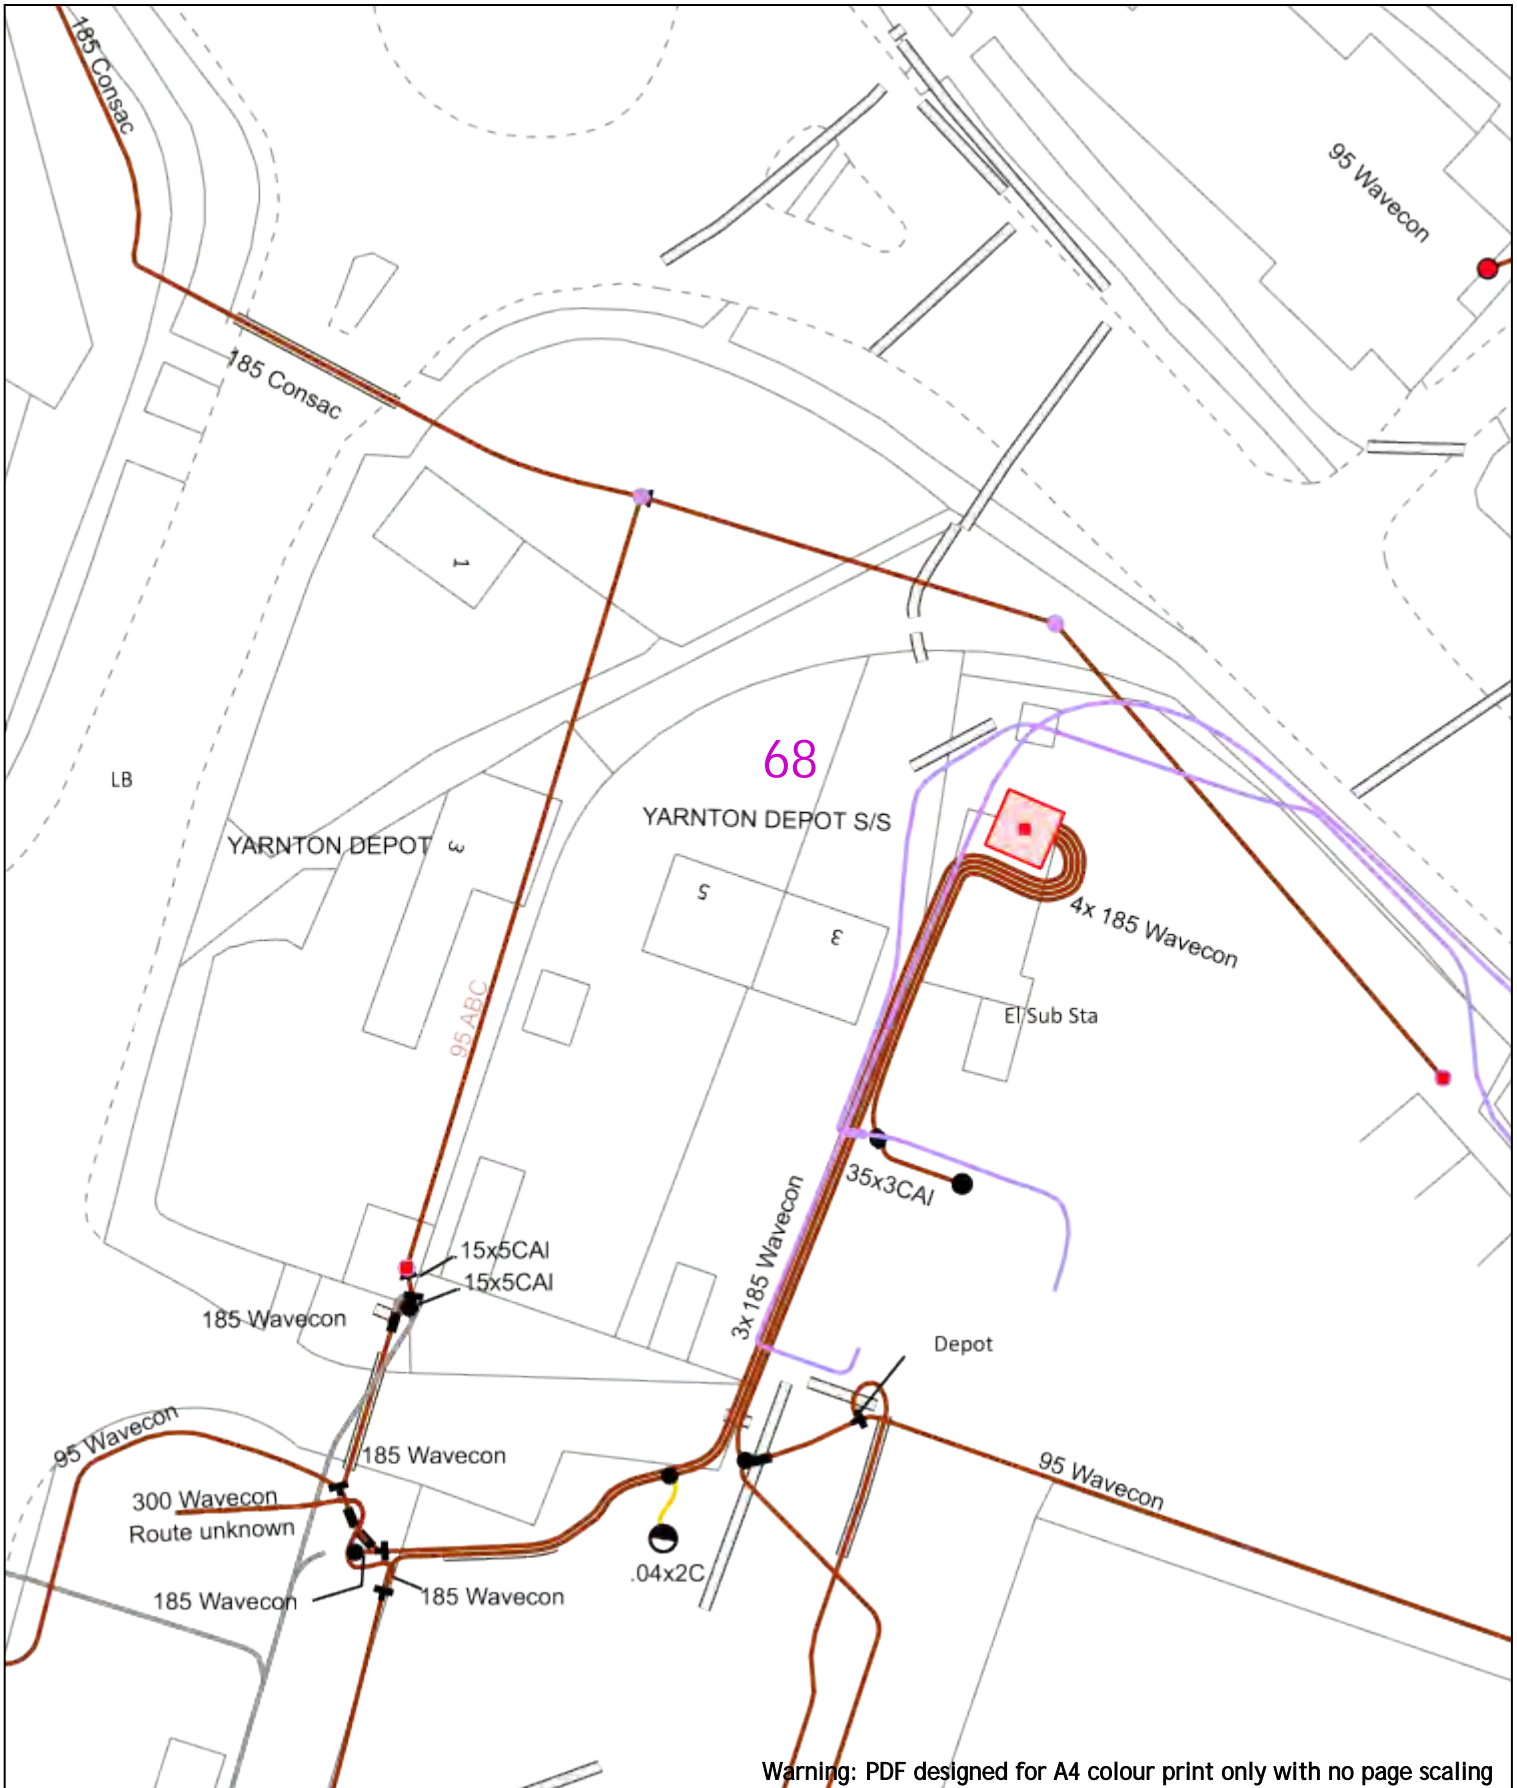 185 Consac
95 Wavecon
185 Consac
1
68
LB
YARNTON DEPOT S/S
YARNTON DEPOT
3
5
3
4x 185 Wavecon
95 ABC
El Sub Sta
35x3CAI
3x 185 Wavecon
15x5CAI
15x5CAI
185 Wavecon
Depot
95 Wavecon
185 Wavecon
95 Wavecon
300 Wavecon
Route unknown
.04x2C
185 Wavecon
185 Wavecon
Warning: PDF designed for A4 colour print only with no page scaling